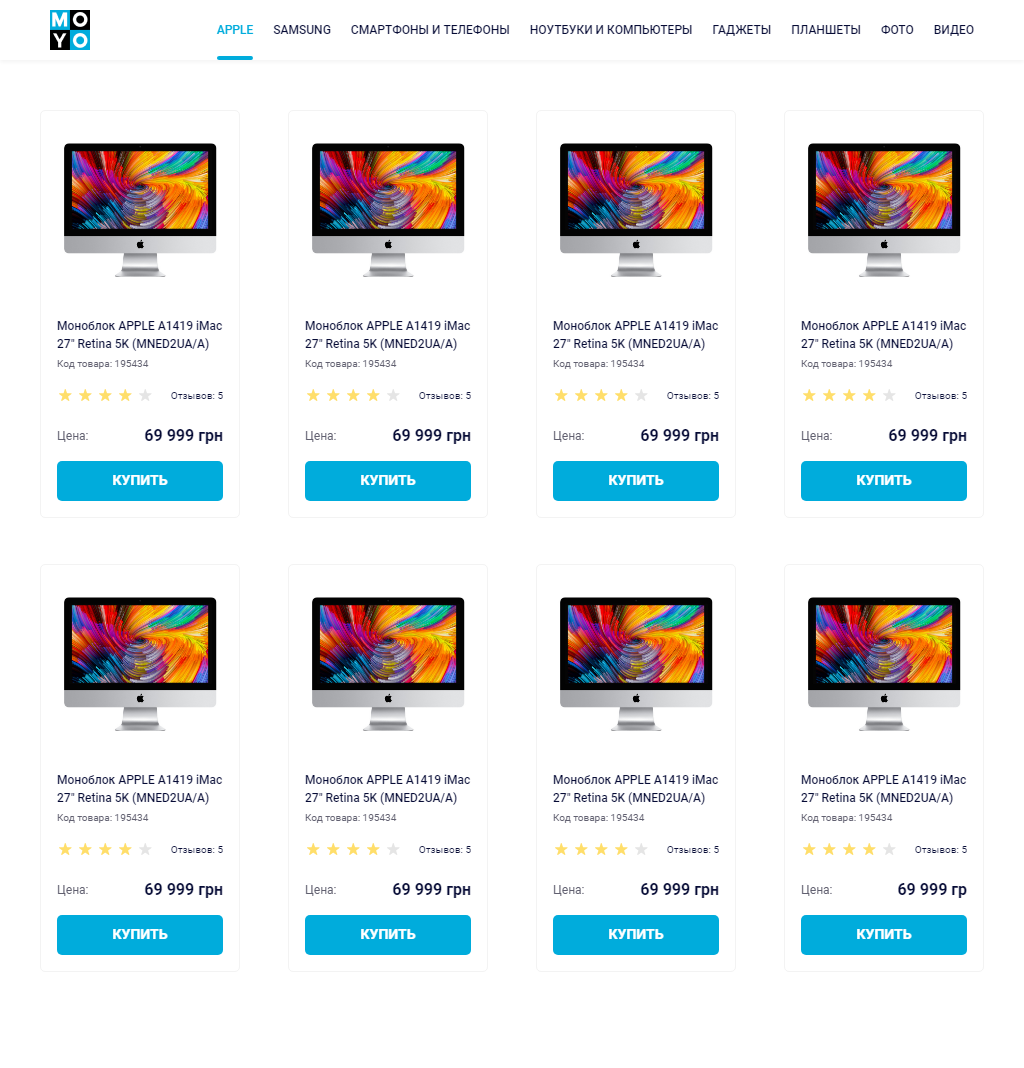 MO
YO
APPLE SAMSUNG СМАРТФОНЫ И ТЕЛЕФОНЫ НОУТБУКИ И КОМПЬЮТЕРЫ ГАДЖЕТЫ ПЛАНШЕТЫ ФОТО ВИДЕО
Моноблок APPLE A1419 iMac
27" Retina 5K (MNED2UA/A)
Код товара: 195434
Отзывов: 5
Цена: 69 999 грн
КУПИТЬ
Моноблок APPLE A1419 iMac
27" Retina 5K (MNED2UA/A)
Код товара: 195434
Отзывов: 5
Цена: 69 999 грн
КУПИТЬ
Моноблок APPLE A1419 iMac
27" Retina 5K (MNED2UA/A)
Код товара: 195434
Отзывов: 5
Цена: 69 999 грн
КУПИТЬ
Моноблок APPLE A1419 iMac
27" Retina 5K (MNED2UA/A)
Код товара: 195434
Отзывов: 5
Цена: 69 999 грн
КУПИТЬ
Моноблок APPLE A1419 iMac
27" Retina 5K (MNED2UA/A)
Код товара: 195434
Отзывов: 5
Цена: 69 999 грн
КУПИТЬ
Моноблок APPLE A1419 iMac
27" Retina 5K (MNED2UA/A)
Код товара: 195434
Отзывов: 5
Цена: 69 999 грн
КУПИТЬ
Моноблок APPLE A1419 iMac
27" Retina 5K (MNED2UA/A)
Код товара: 195434
Отзывов: 5
Цена: 69 999 грн
КУПИТЬ
Моноблок APPLE A1419 iMac
27" Retina 5K (MNED2UA/A)
Код товара: 195434
Отзывов: 5
Цена: 69 999 гр
КУПИТЬ